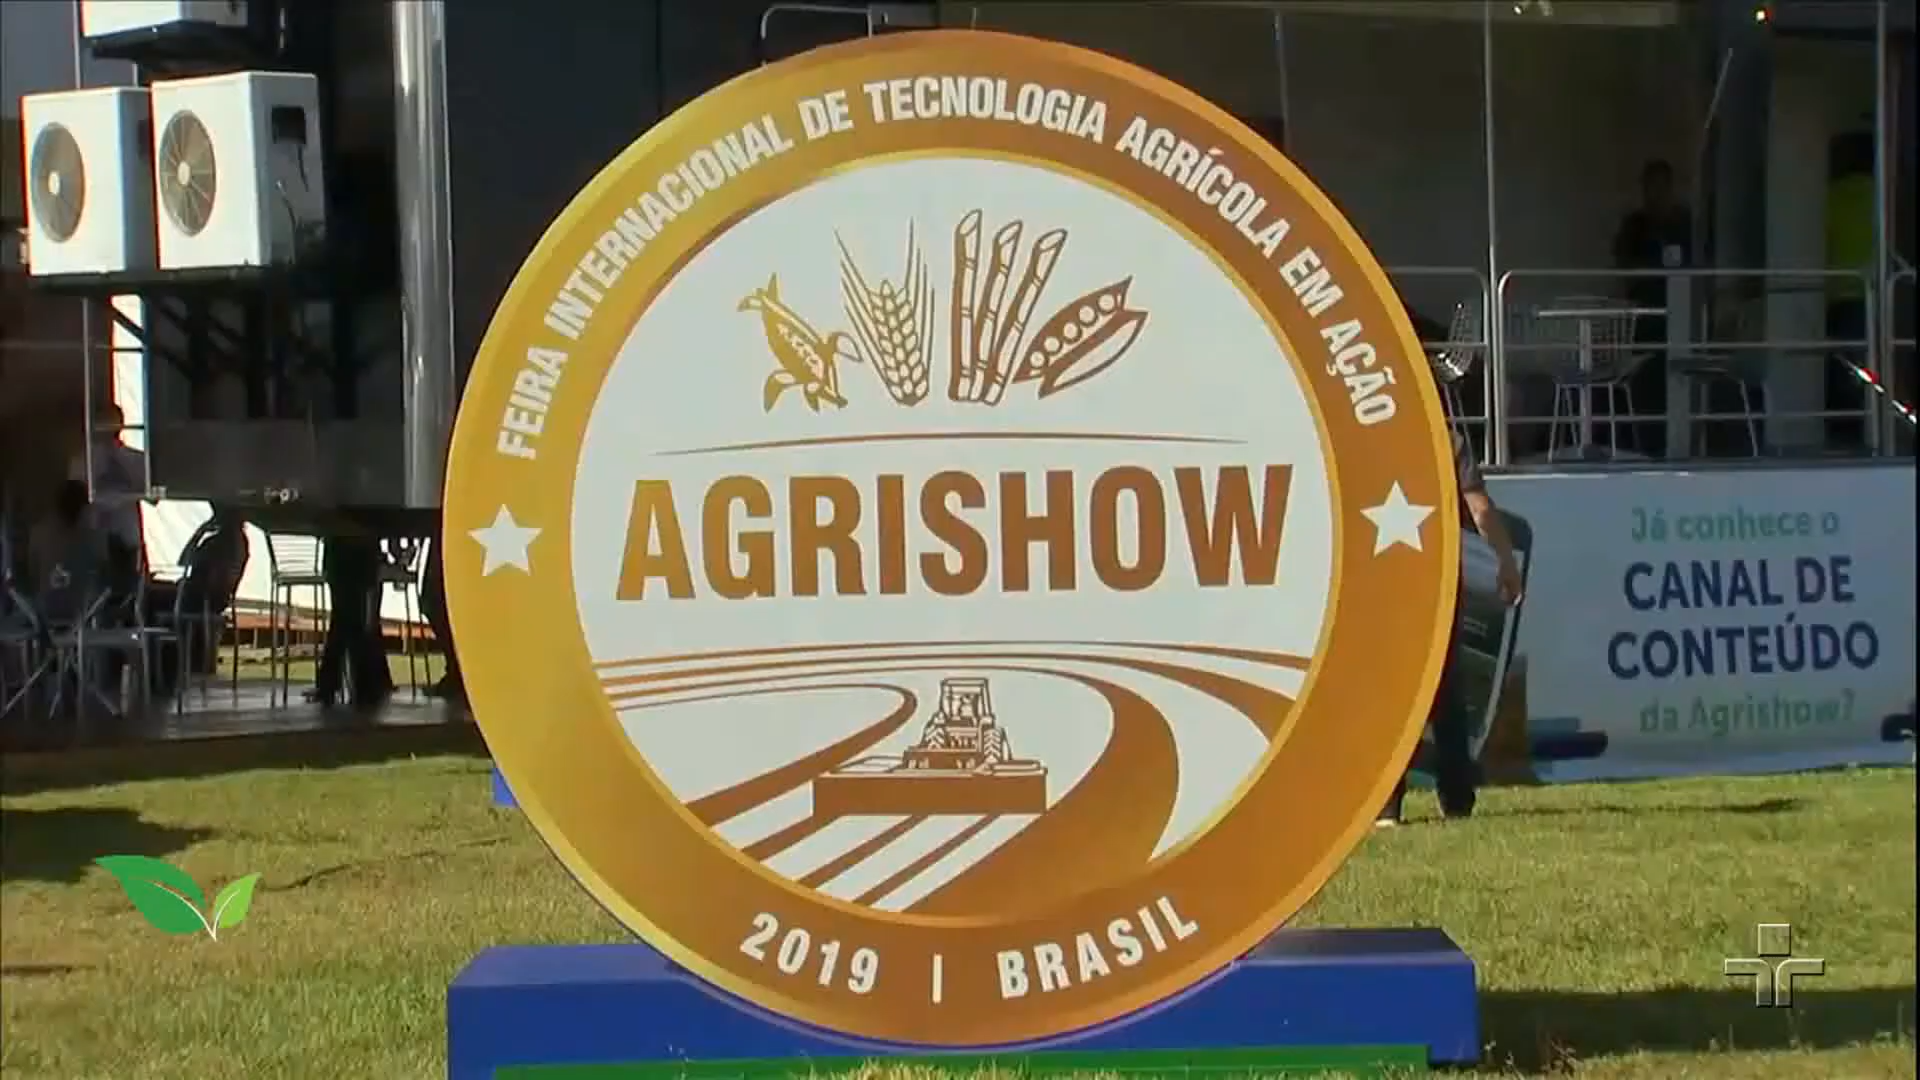 FEIRA INTERNACIONAL DE TECNOLOGIA AGRÍCOLA EM AÇÃO
AGRISHOW
2019 | BRASIL
Já conhece o
CANAL DE
CONTEÚDO
da Agrishow?